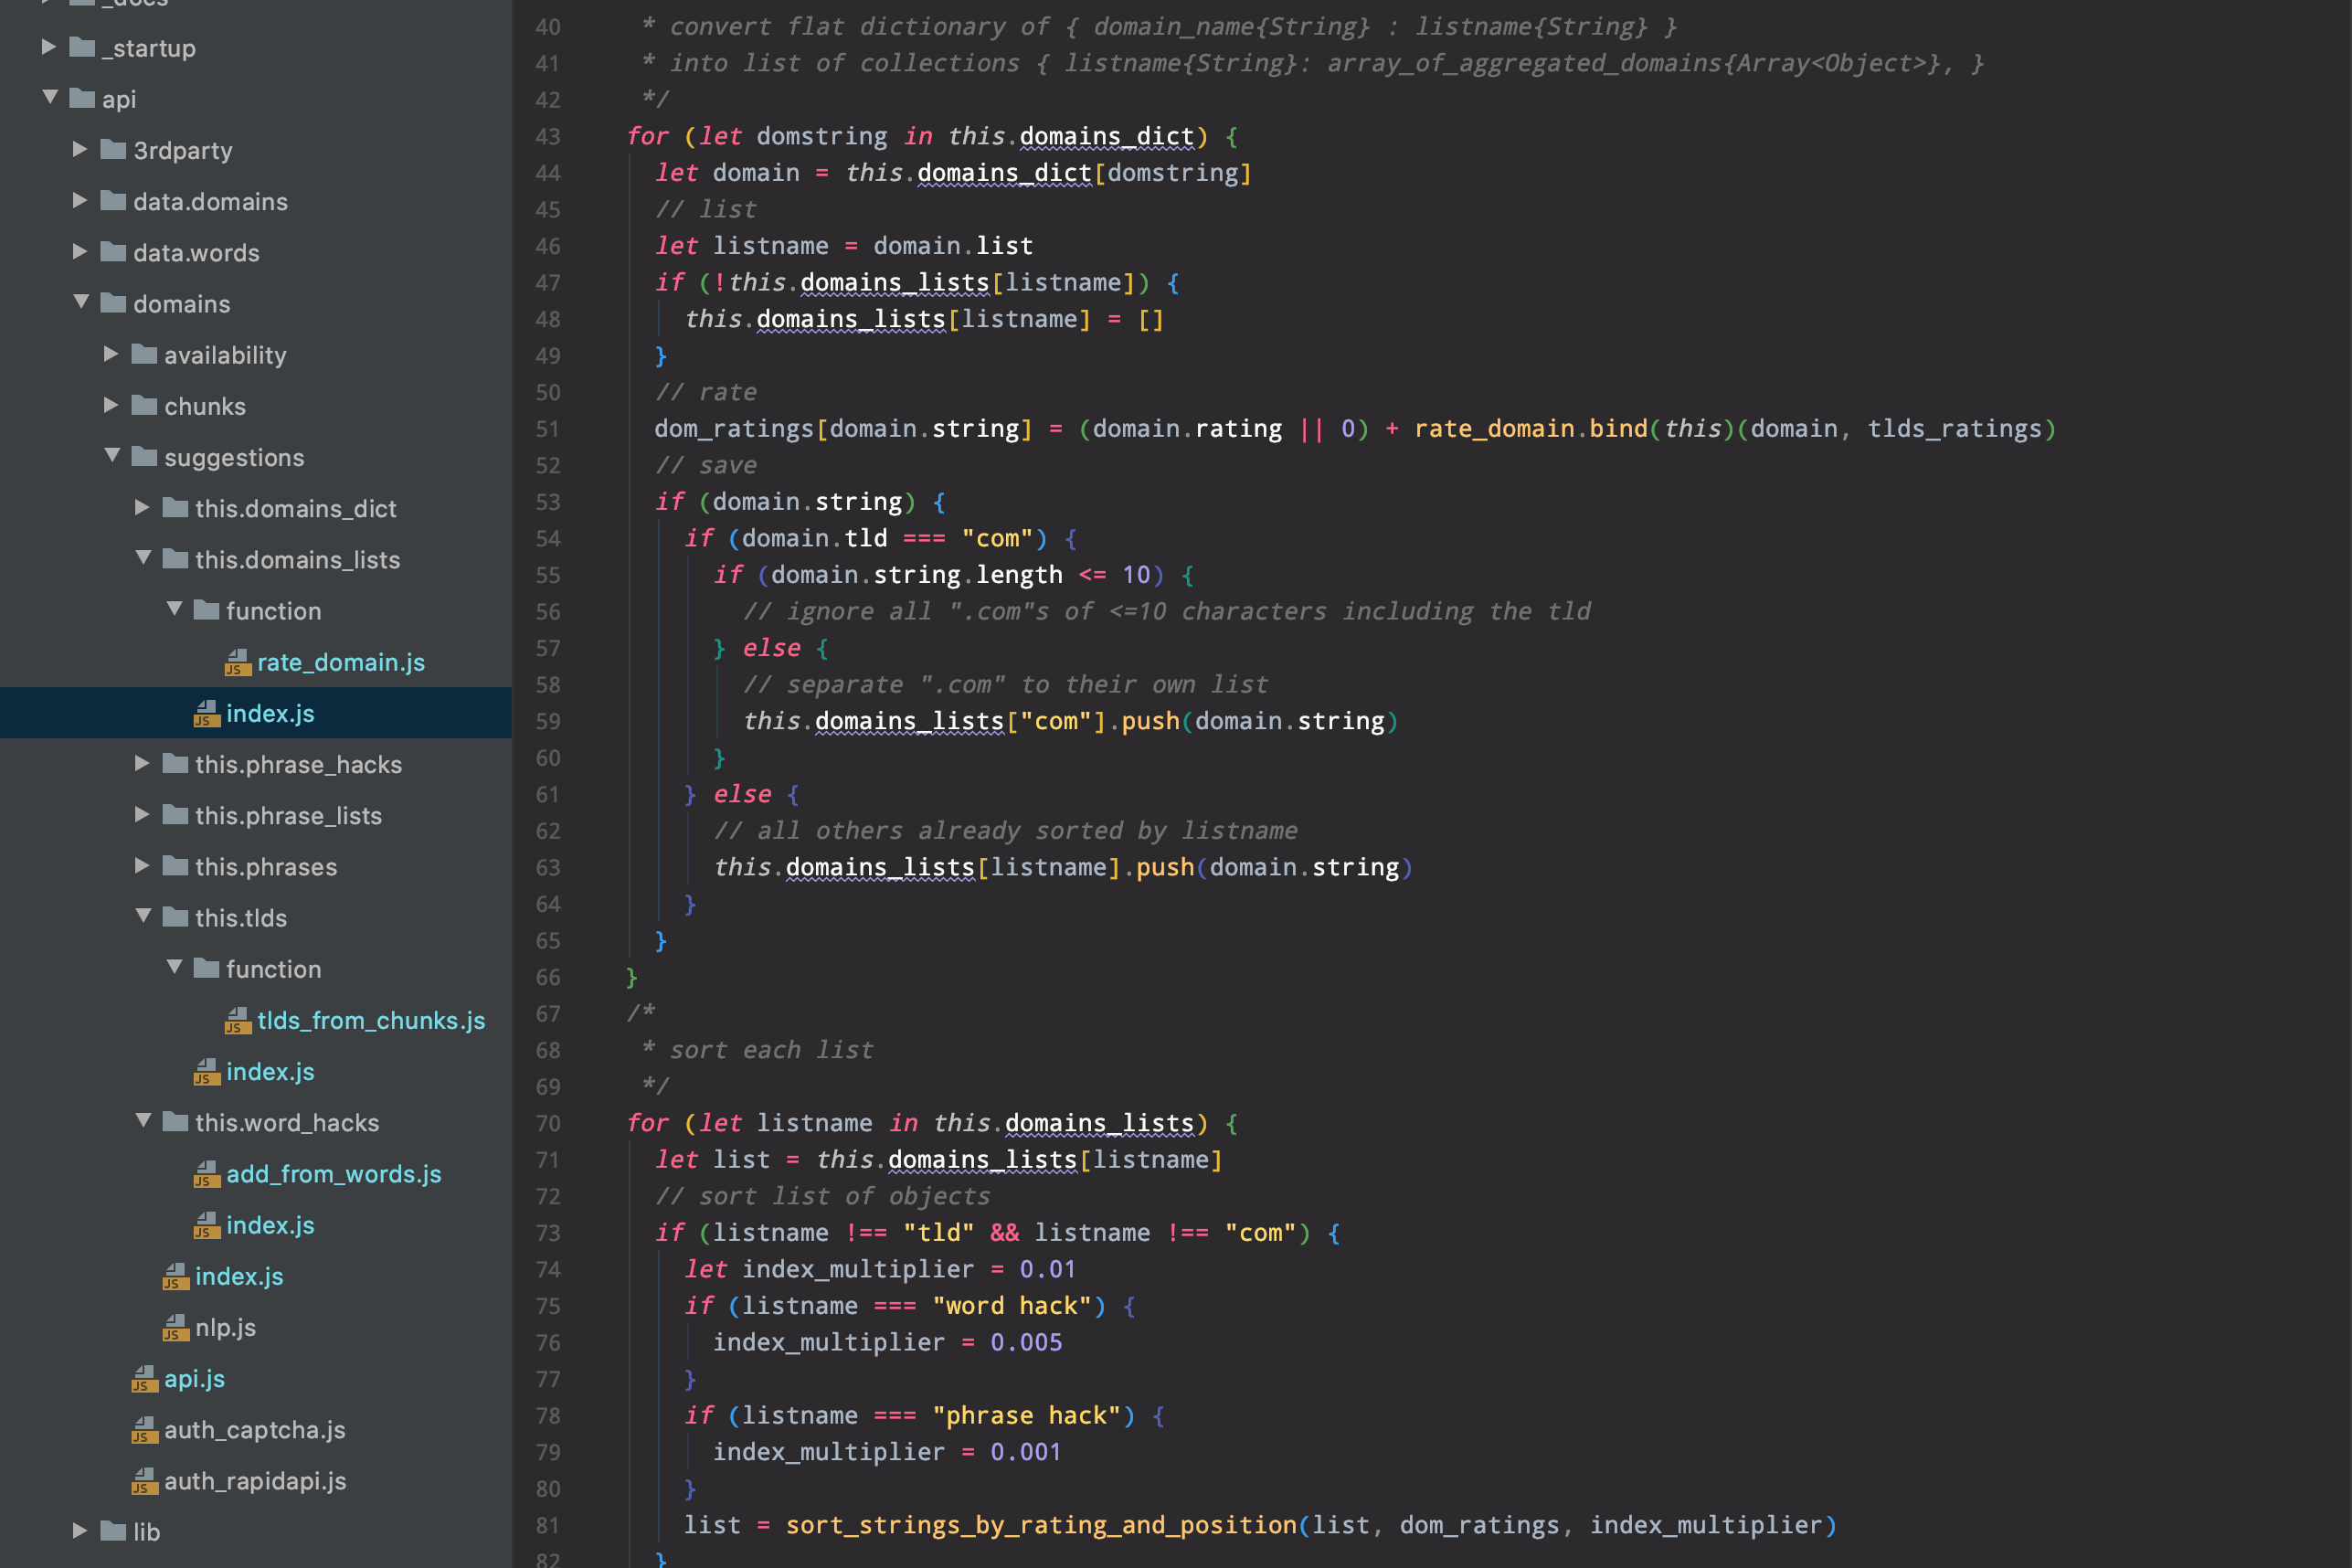 _docs
_startup
api
3rdparty
data.domains
data.words
domains
availability
chunks
suggestions
this.domains_dict
this.domains_lists
function
JS rate_domain.js
JS index.js
this.phrase_hacks
this.phrase_lists
this.phrases
this.tlds
function
JS tlds_from_chunks.js
JS index.js
this.word_hacks
JS add_from_words.js
JS index.js
JS index.js
JS nlp.js
JS api.js
JS auth_captcha.js
JS auth_rapidapi.js
lib
40 * convert flat dictionary of { domain_name{String} : listname{String} }
41 * into list of collections { listname{String}: array_of_aggregated_domains{Array<Object>}, }
42 */
43 for (let domstring in this.domains_dict) {
44 let domain = this.domains_dict[domstring]
45 // list
46 let listname = domain.list
47 if (!this.domains_lists[listname]) {
48 this.domains_lists[listname] = []
49 }
50 // rate
51 dom_ratings[domain.string] = (domain.rating || 0) + rate_domain.bind(this)(domain, tlds_ratings)
52 // save
53 if (domain.string) {
54 if (domain.tld === "com") {
55 if (domain.string.length <= 10) {
56 // ignore all ".com"s of <=10 characters including the tld
57 } else {
58 // separate ".com" to their own list
59 this.domains_lists["com"].push(domain.string)
60 }
61 } else {
62 // all others already sorted by listname
63 this.domains_lists[listname].push(domain.string)
64 }
65 }
66 }
67 /*
68 * sort each list
69 */
70 for (let listname in this.domains_lists) {
71 let list = this.domains_lists[listname]
72 // sort list of objects
73 if (listname !== "tld" && listname !== "com") {
74 let index_multiplier = 0.01
75 if (listname === "word hack") {
76 index_multiplier = 0.005
77 }
78 if (listname === "phrase hack") {
79 index_multiplier = 0.001
80 }
81 list = sort_strings_by_rating_and_position(list, dom_ratings, index_multiplier)
82 }